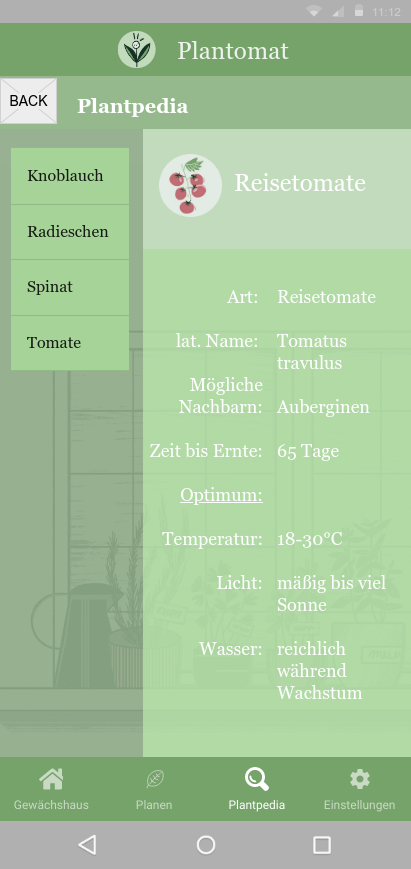 11:12
Plantomat
BACK
Plantpedia
Knoblauch
Radieschen
Spinat
Tomate
Reisetomate
Art: Reisetomate
lat. Name: Tomatus
travulus
Mögliche
Nachbarn: Auberginen
Zeit bis Ernte: 65 Tage
Optimum:
Temperatur: 18-30°C
Licht: mäßig bis viel
Sonne
Wasser: reichlich
während
Wachstum
Gewächshaus
Planen
Plantpedia
Einstellungen